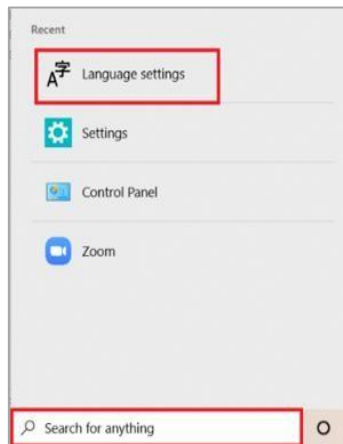 Recent
Language settings
Settings
Control Panel
Zoom
Search for anything